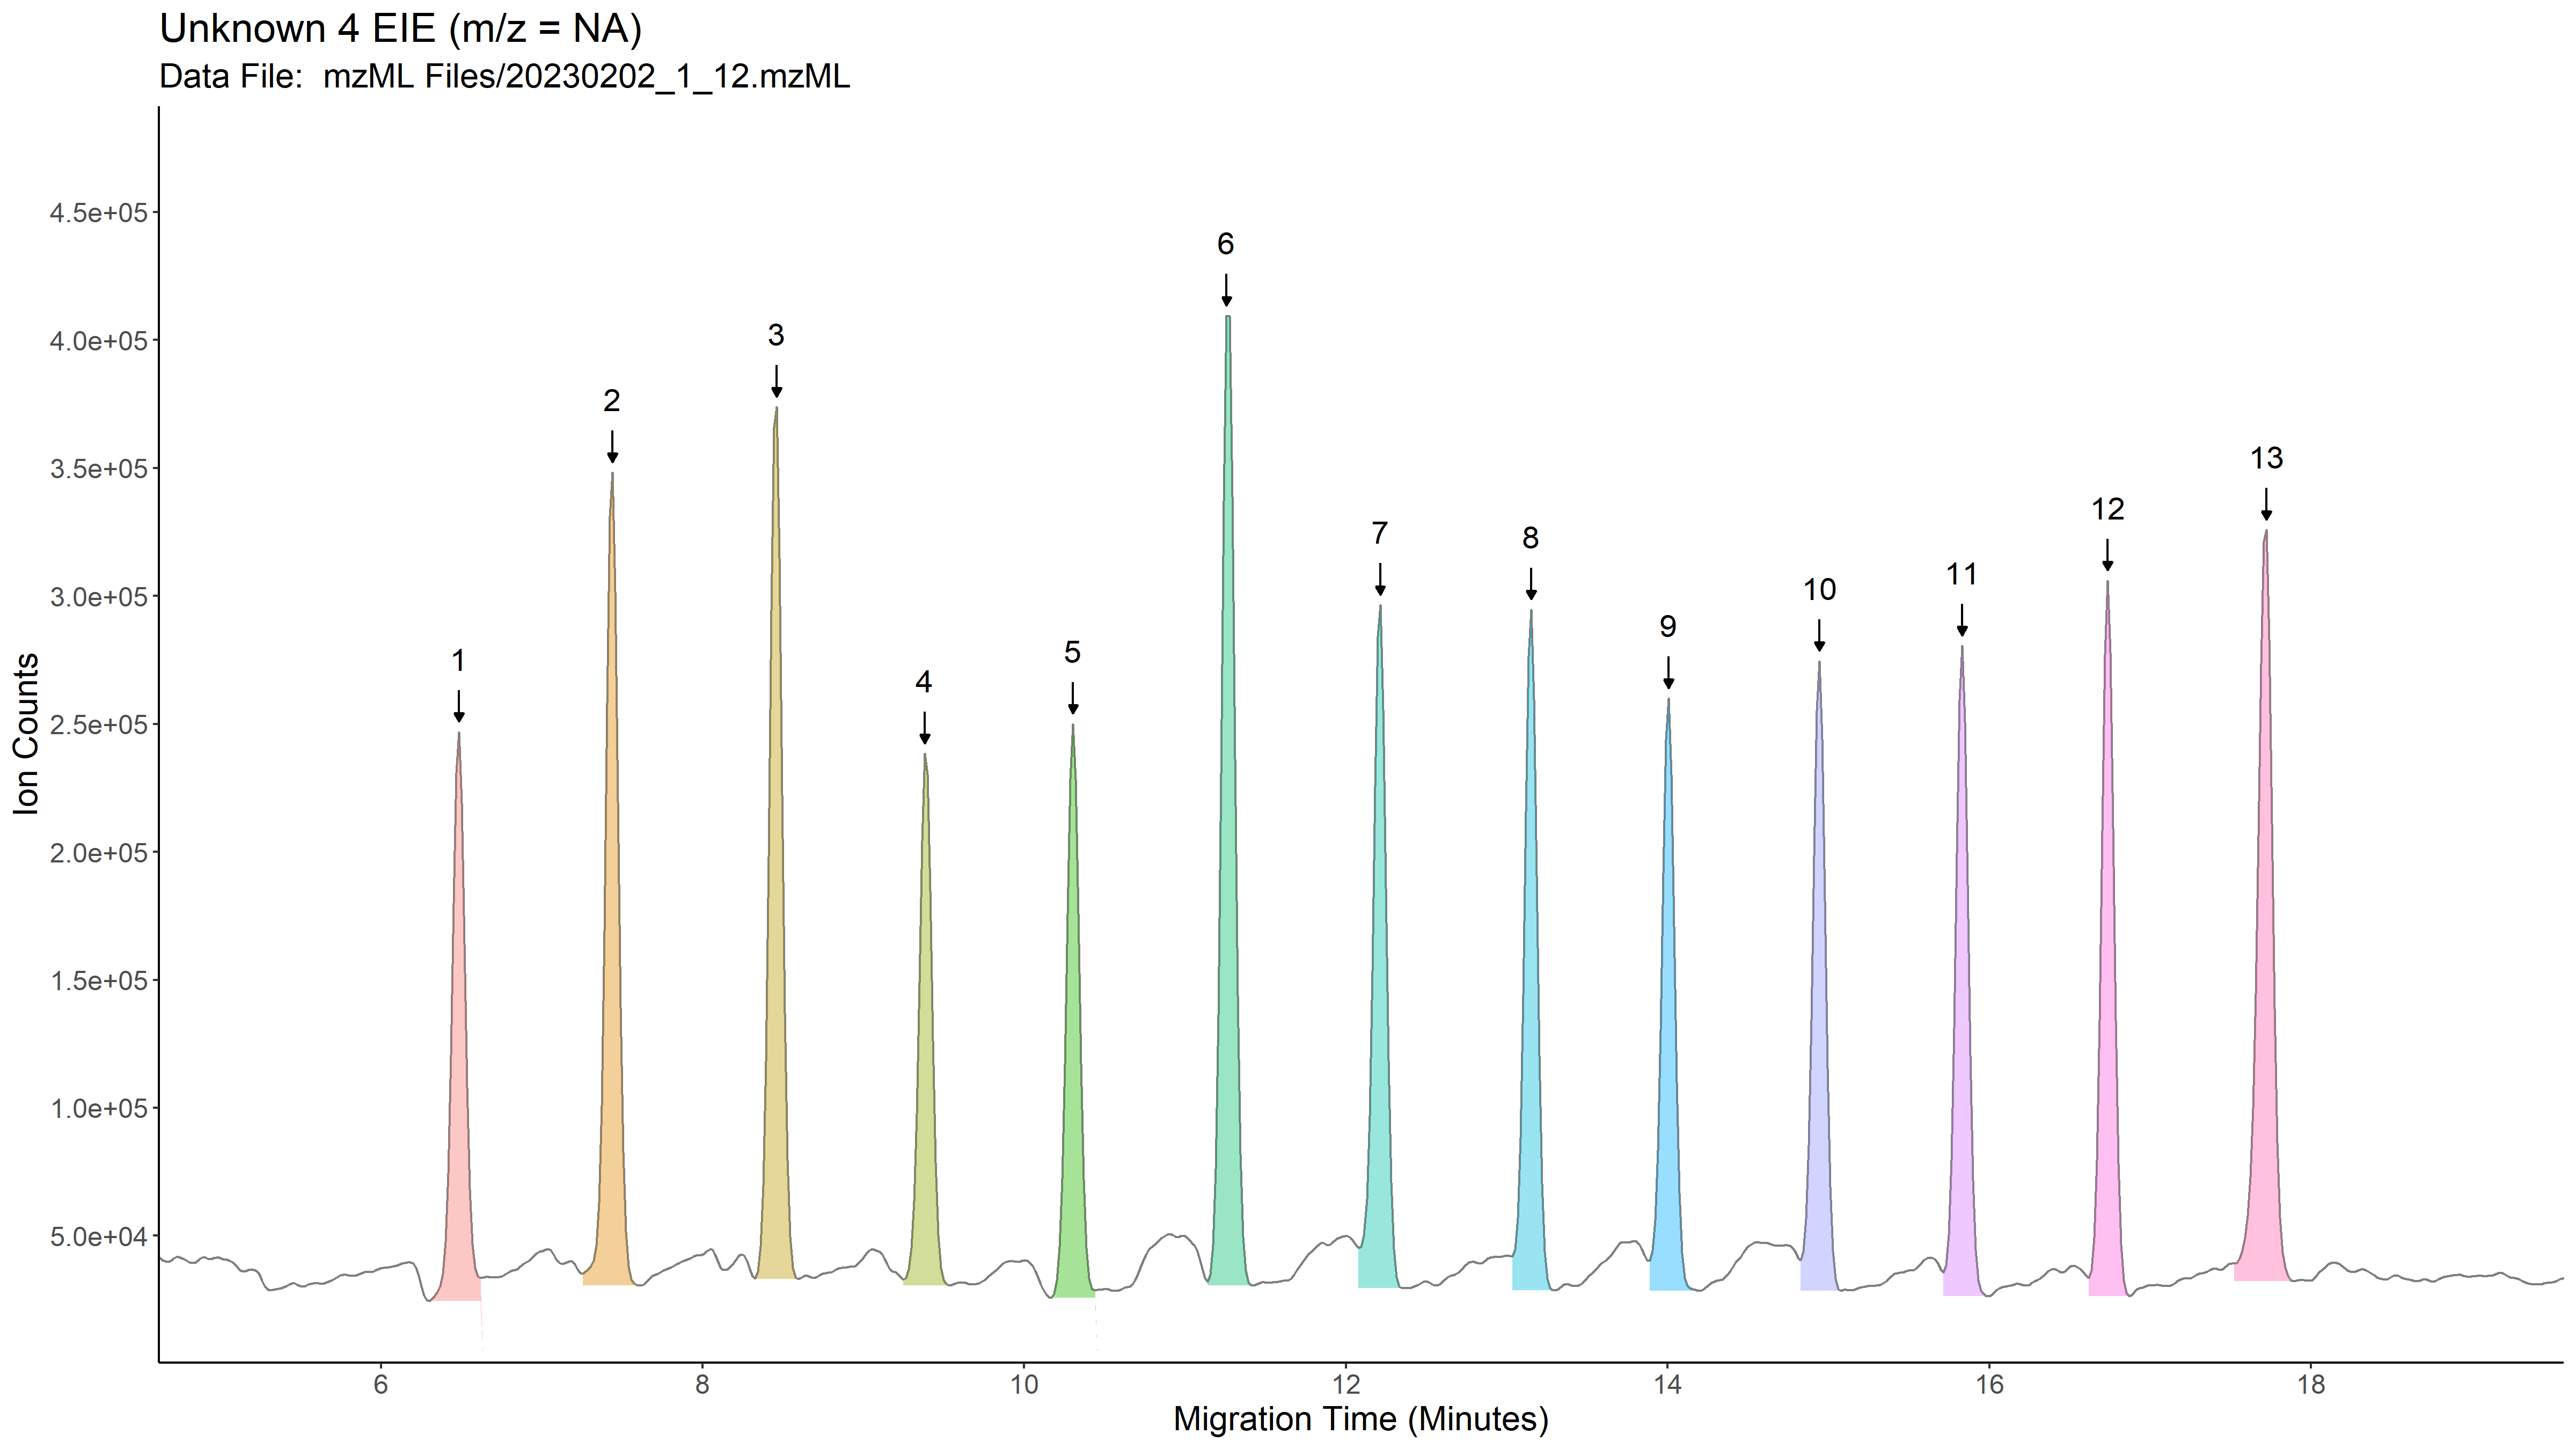 Unknown 4 EIE (m/z = NA)
Data File:  mzML Files/20230202_1_12.mzML
Ion Counts
4.5e+05
4.0e+05
3.5e+05
3.0e+05
2.5e+05
2.0e+05
1.5e+05
1.0e+05
5.0e+04
1
2
3
4
5
6
7
8
9
10
11
12
13
6
8
10
12
14
16
18
Migration Time (Minutes)